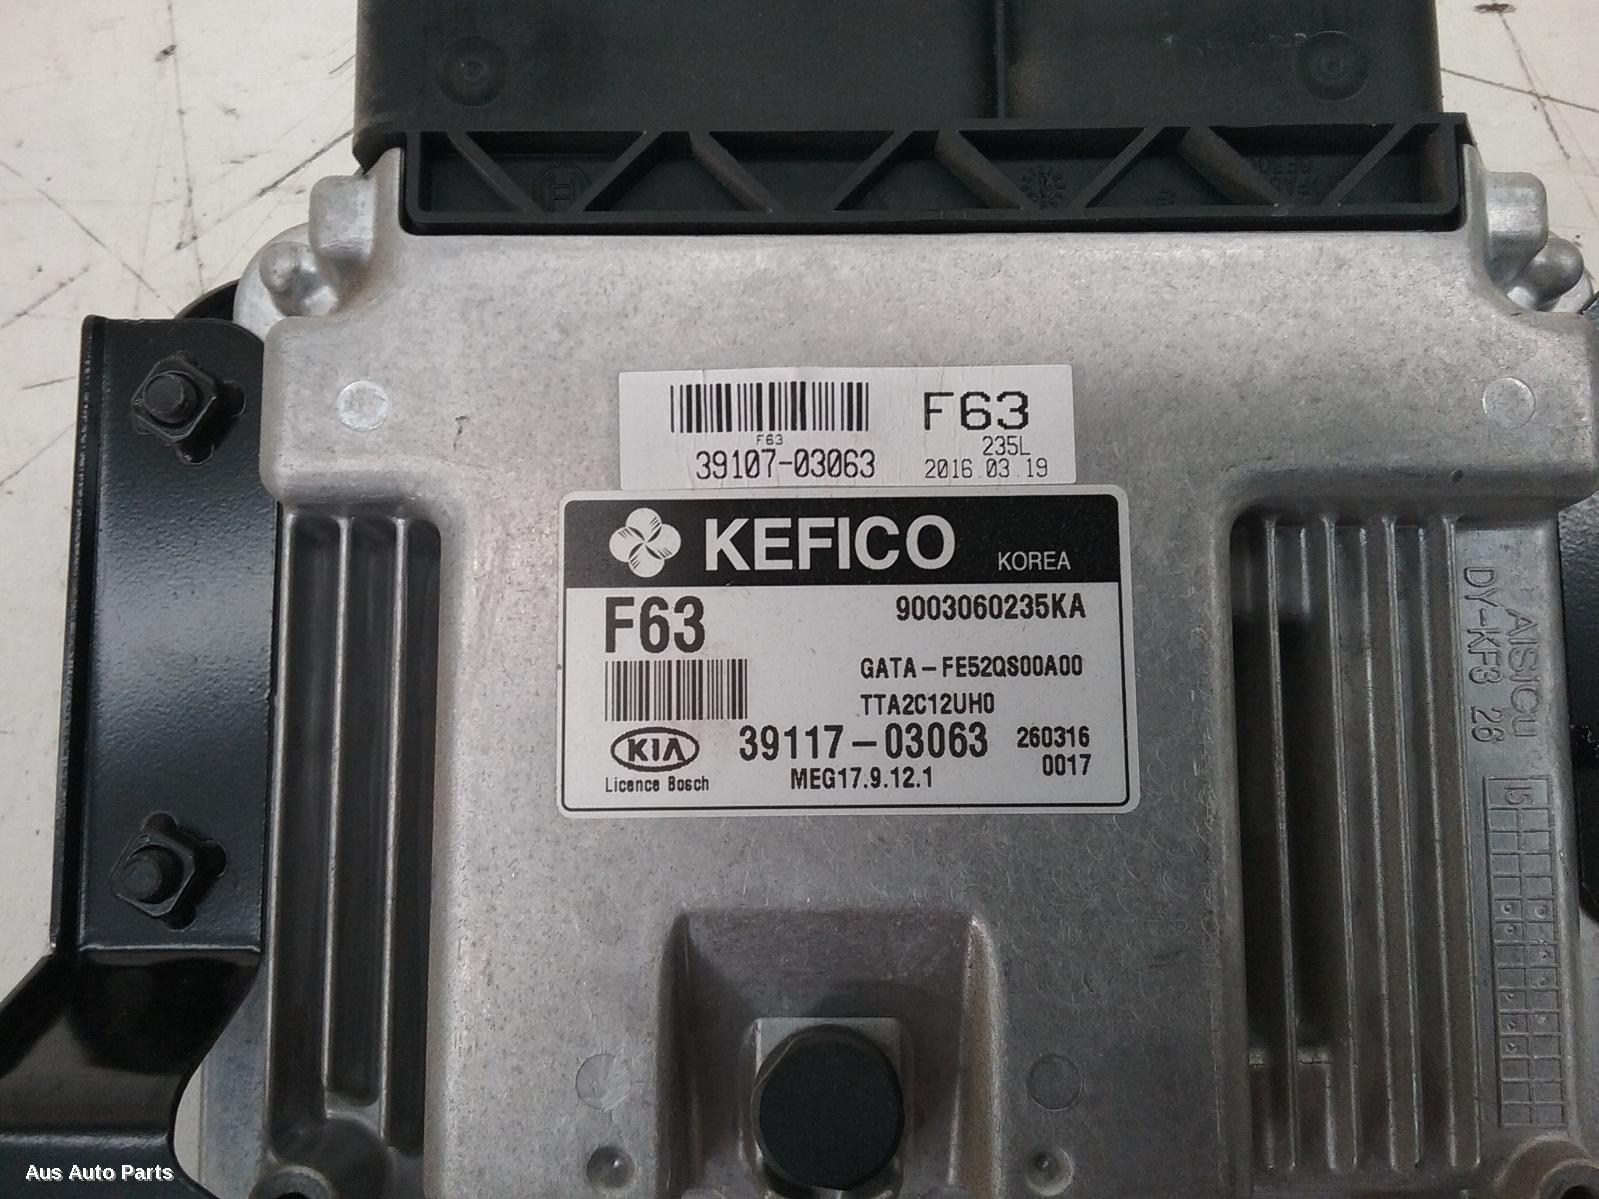 F63
F63
235L
39107-03063
2016.03.19
KEFICO
KOREA
F63
9003060235KA
GATA-FE52QS00A00
TTA2C12UH0
KIA
39117-03063
260316
0017
Licence Bosch
MEG17.9.12.1
DY-KF3 26
15
Aus Auto Parts